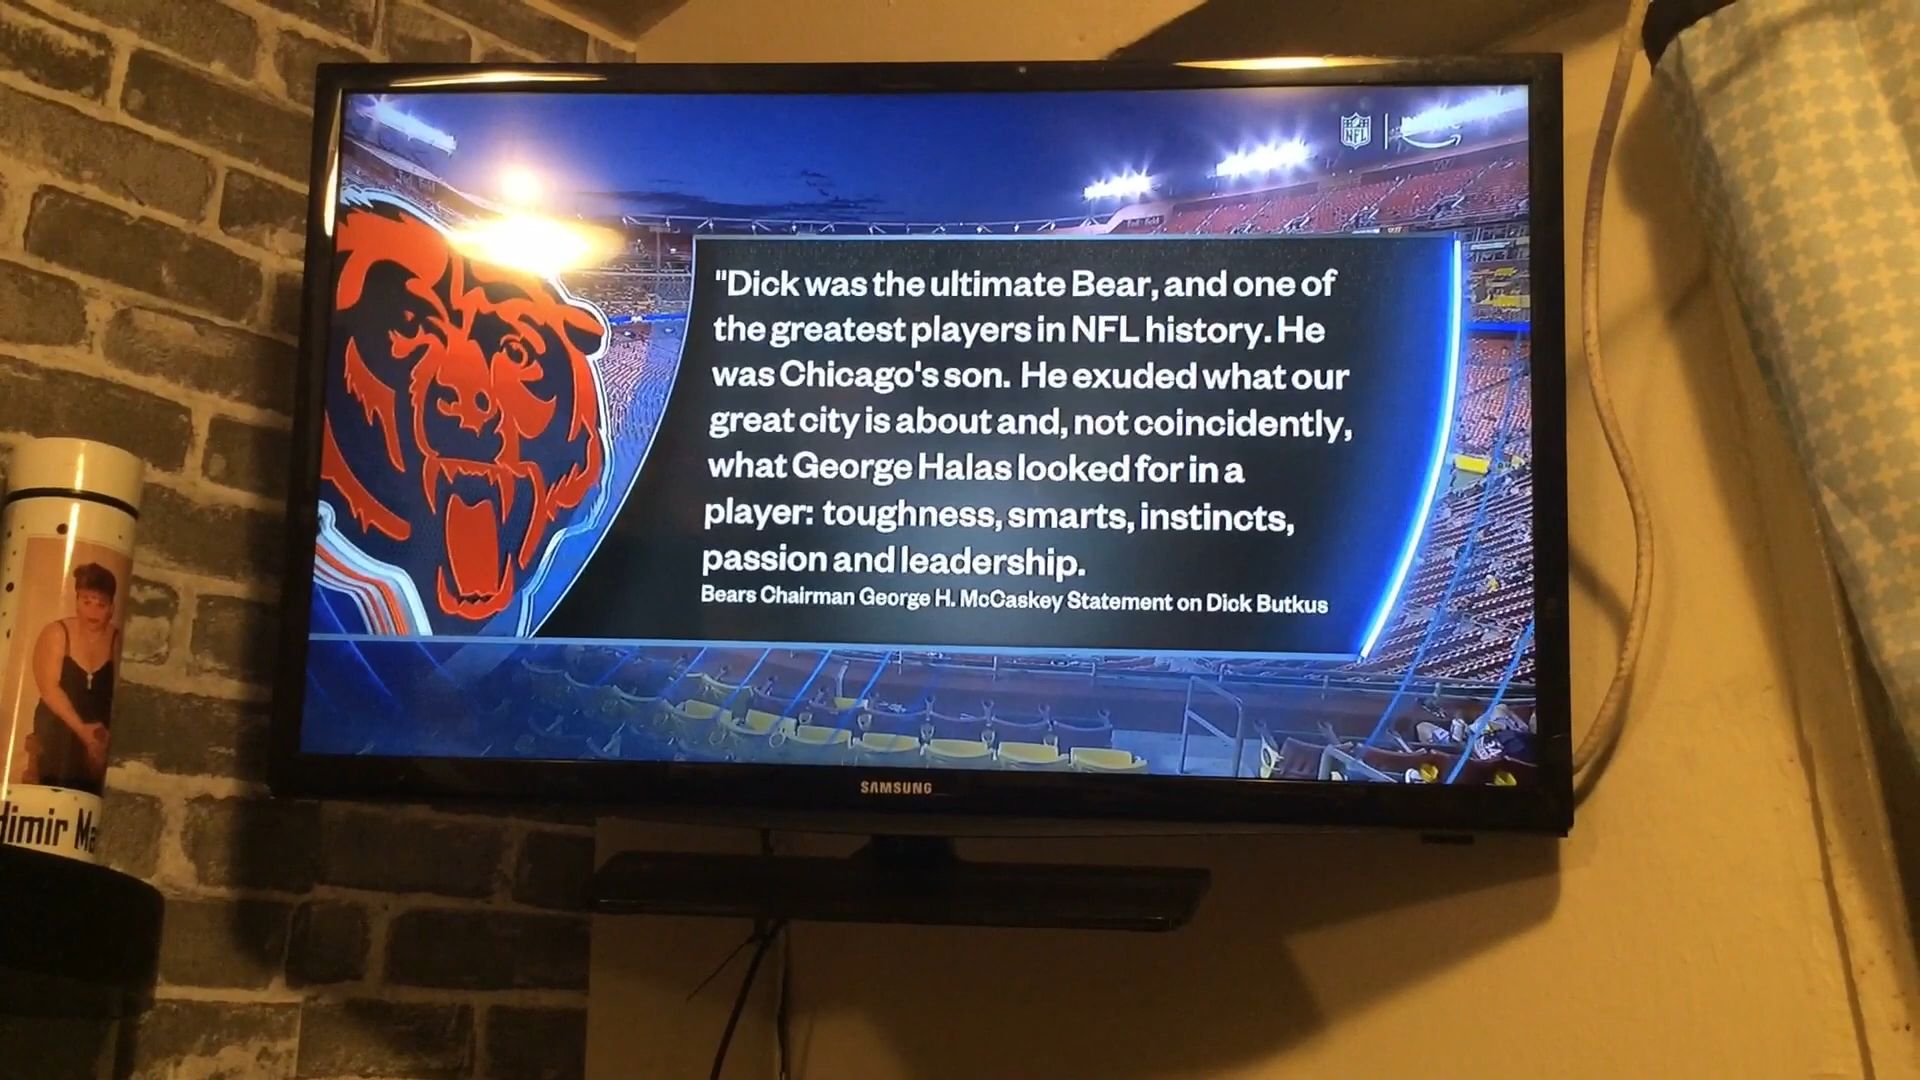 NFL
"Dick was the ultimate Bear, and one of
the greatest players in NFL history. He
was Chicago's son. He exuded what our
great city is about and, not coincidently,
what George Halas looked for in a
player: toughness, smarts, instincts,
passion and leadership.
Bears Chairman George H. McCaskey Statement on Dick Butkus
SAMSUNG
dimir Ma